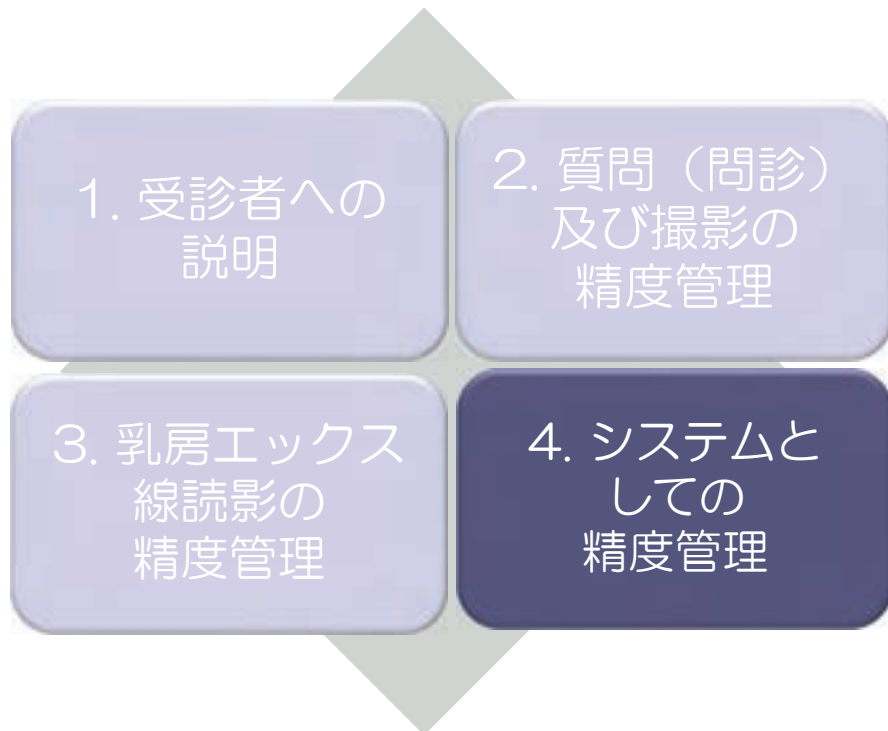 1. 受診者への
説明
2. 質問（問診）
及び撮影の
精度管理
3. 乳房エックス
線読影の
精度管理
4. システムと
しての
精度管理